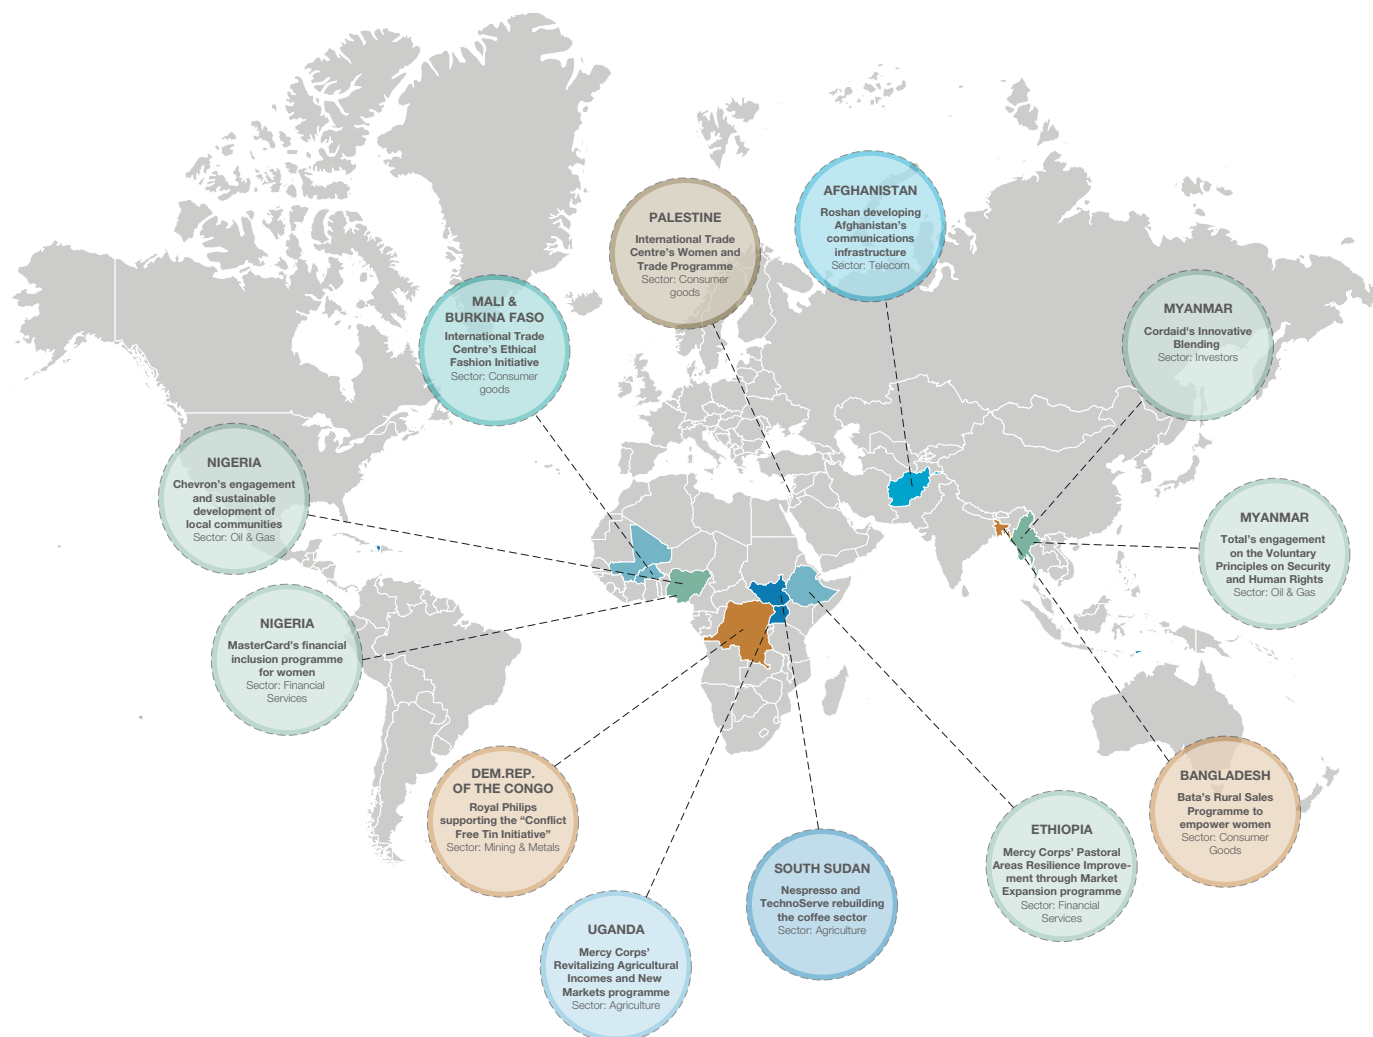 AFGHANISTAN
Roshan developing
Afghanistan's
communications
infrastructure
Sector: Telecom
PALESTINE
International Trade
Centre's Women and
Trade Programme
Sector: Consumer
goods
MALI &
BURKINA FASO
International Trade
Centre's Ethical
Fashion Initiative
Sector: Consumer
goods
MYANMAR
Cordaid's Innovative
Blending
Sector: Investors
NIGERIA
Chevron's engagement
and sustainable
development of
local communities
Sector: Oil & Gas
MYANMAR
Total's engagement
on the Voluntary
Principles on Security
and Human Rights
Sector: Oil & Gas
NIGERIA
MasterCard's financial
inclusion programme
for women
Sector: Financial
Services
DEM.REP.
OF THE CONGO
Royal Philips
supporting the “Conflict
Free Tin Initiative”
Sector: Mining & Metals
BANGLADESH
Bata's Rural Sales
Programme to
empower women
Sector: Consumer
Goods
ETHIOPIA
Mercy Corps' Pastoral
Areas Resilience Improve-
ment through Market
Expansion programme
Sector: Financial
Services
SOUTH SUDAN
Nespresso and
TechnoServe rebuilding
the coffee sector
Sector: Agriculture
UGANDA
Mercy Corps'
Revitalizing Agricultural
Incomes and New
Markets programme
Sector: Agriculture